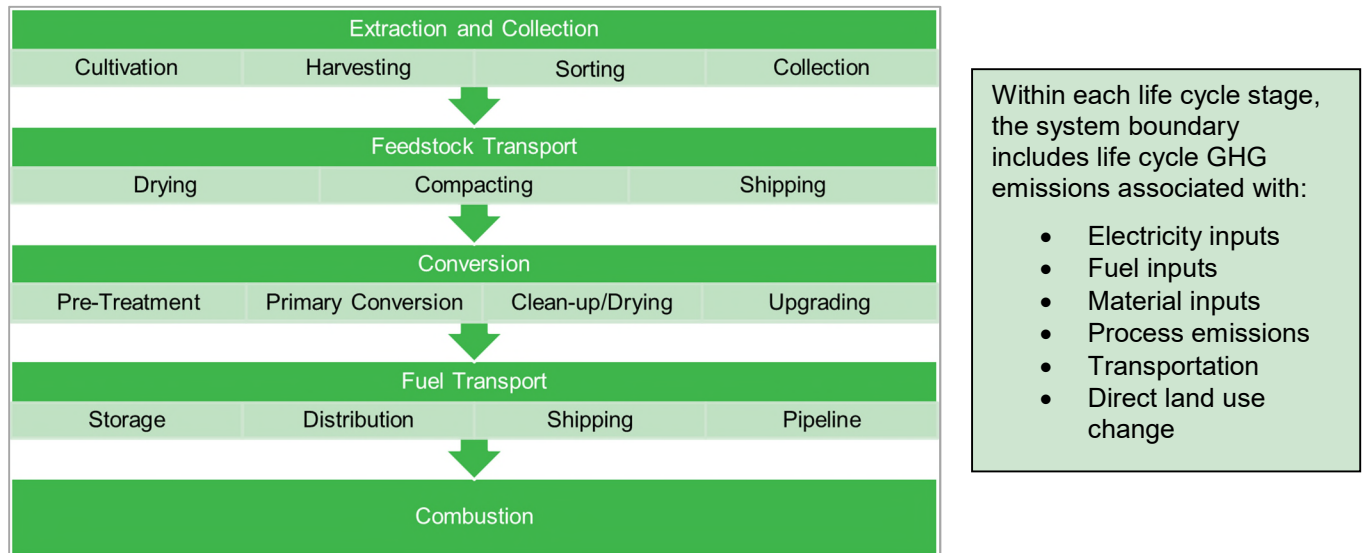 Extraction and Collection
Cultivation Harvesting Sorting Collection
Feedstock Transport
Drying Compacting Shipping
Conversion
Pre-Treatment Primary Conversion Clean-up/Drying Upgrading
Fuel Transport
Storage Distribution Shipping Pipeline
Combustion
Within each life cycle stage,
the system boundary
includes life cycle GHG
emissions associated with:
• Electricity inputs
• Fuel inputs
• Material inputs
• Process emissions
• Transportation
• Direct land use
change